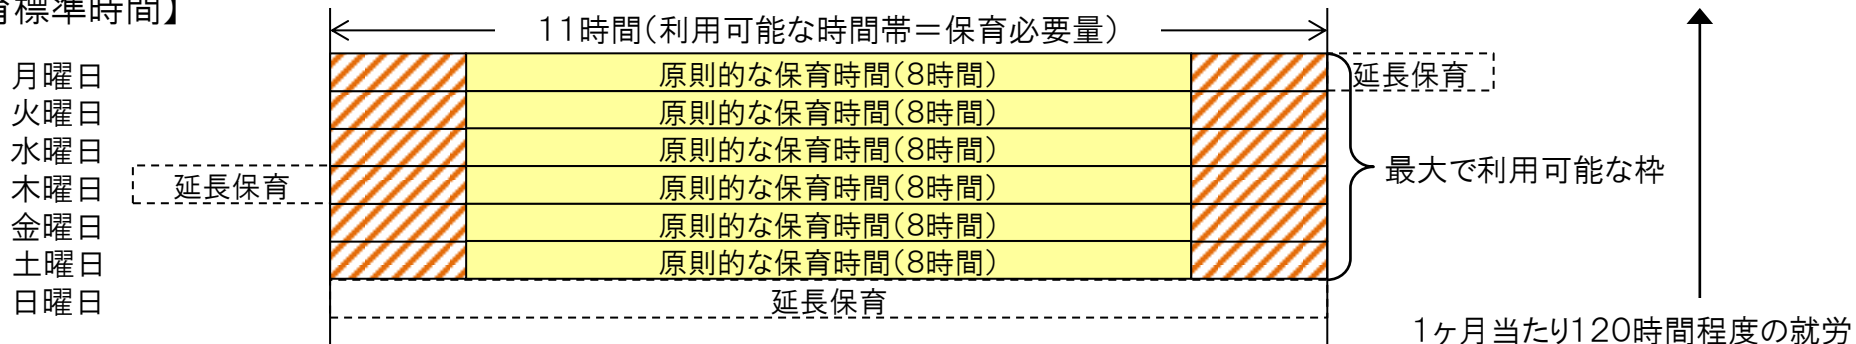 育標準時間】
11時間(利用可能な時間帯=保育必要量)
月曜日 原則的な保育時間(8時間) 延長保育
火曜日 原則的な保育時間(8時間)
水曜日 原則的な保育時間(8時間)
木曜日 延長保育 原則的な保育時間(8時間) 最大で利用可能な枠
金曜日 原則的な保育時間(8時間)
土曜日 原則的な保育時間(8時間)
日曜日 延長保育
1ヶ月当たり120時間程度の就労